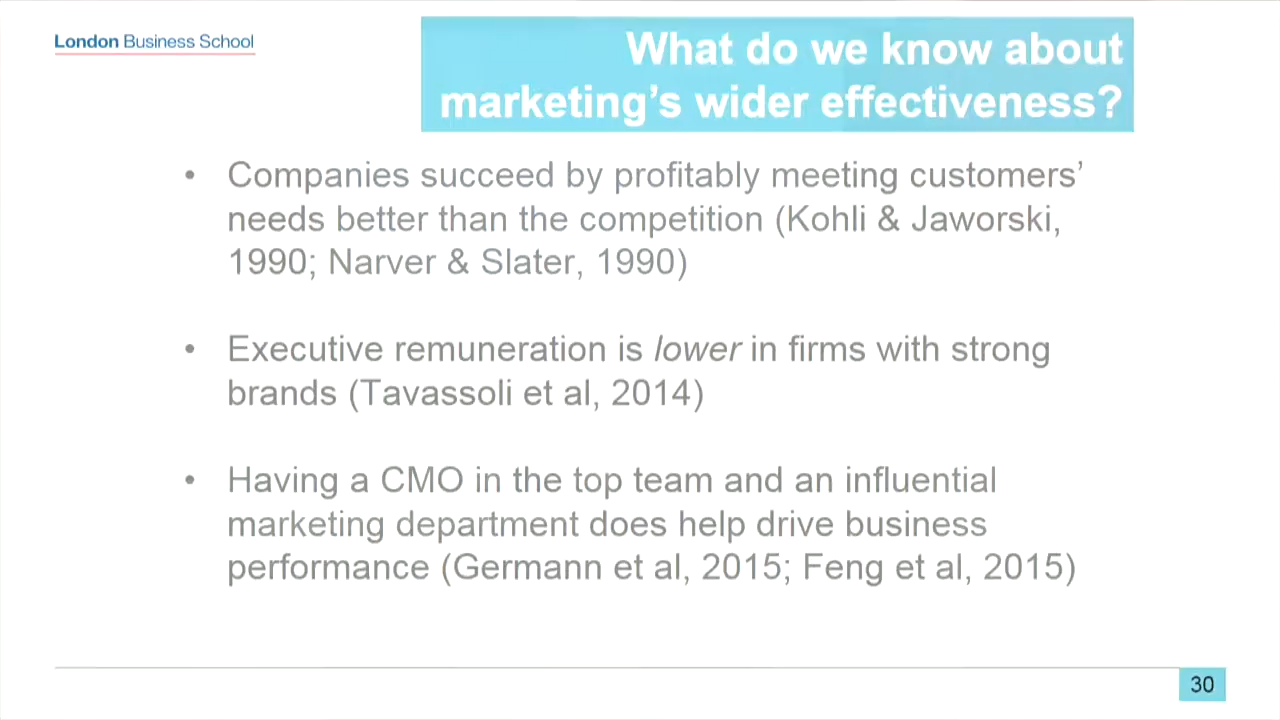 London Business School
What do we know about
marketing’s wider effectiveness?
• Companies succeed by profitably meeting customers’
needs better than the competition (Kohli & Jaworski,
1990; Narver & Slater, 1990)
• Executive remuneration is lower in firms with strong
brands (Tavassoli et al, 2014)
• Having a CMO in the top team and an influential
marketing department does help drive business
performance (Germann et al, 2015; Feng et al, 2015)
30